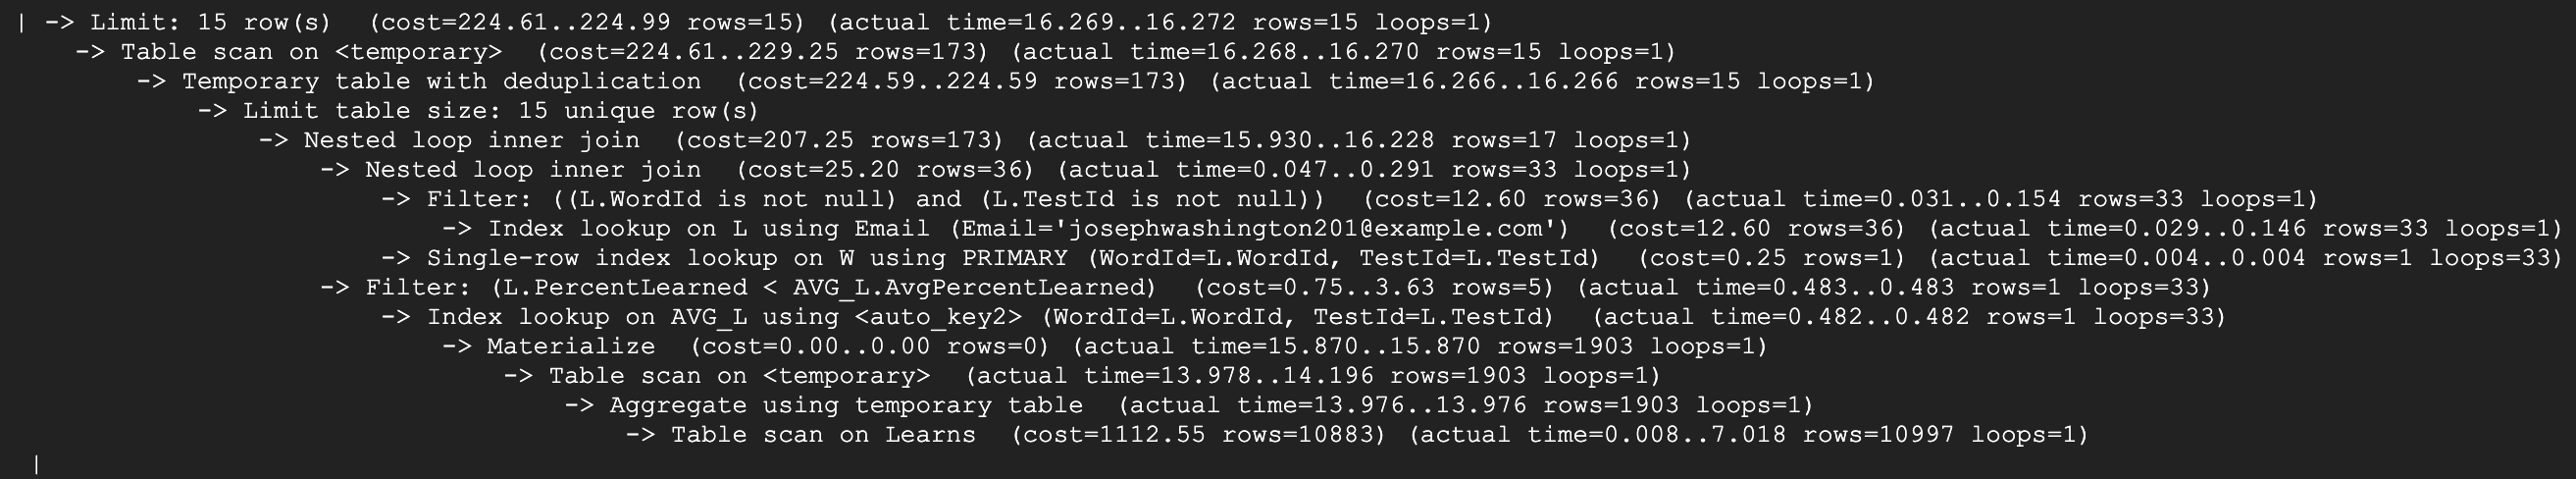 | -> Limit: 15 row(s)  (cost=224.61..224.99 rows=15) (actual time=16.269..16.272 rows=15 loops=1)
    -> Table scan on <temporary>  (cost=224.61..229.25 rows=173) (actual time=16.268..16.270 rows=15 loops=1)
        -> Temporary table with deduplication  (cost=224.59..224.59 rows=173) (actual time=16.266..16.266 rows=15 loops=1)
            -> Limit table size: 15 unique row(s)
                -> Nested loop inner join  (cost=207.25 rows=173) (actual time=15.930..16.228 rows=17 loops=1)
                    -> Nested loop inner join  (cost=25.20 rows=36) (actual time=0.047..0.291 rows=33 loops=1)
                        -> Filter: ((L.WordId is not null) and (L.TestId is not null))  (cost=12.60 rows=36) (actual time=0.031..0.154 rows=33 loops=1)
                            -> Index lookup on L using Email (Email='josephwashington201@example.com')  (cost=12.60 rows=36) (actual time=0.029..0.146 rows=33 loops=1)
                        -> Single-row index lookup on W using PRIMARY (WordId=L.WordId, TestId=L.TestId)  (cost=0.25 rows=1) (actual time=0.004..0.004 rows=1 loops=33)
                    -> Filter: (L.PercentLearned < AVG_L.AvgPercentLearned)  (cost=0.75..3.63 rows=5) (actual time=0.483..0.483 rows=1 loops=33)
                        -> Index lookup on AVG_L using <auto_key2> (WordId=L.WordId, TestId=L.TestId)  (actual time=0.482..0.482 rows=1 loops=33)
                            -> Materialize  (cost=0.00..0.00 rows=0) (actual time=15.870..15.870 rows=1903 loops=1)
                                -> Table scan on <temporary>  (actual time=13.978..14.196 rows=1903 loops=1)
                                    -> Aggregate using temporary table  (actual time=13.976..13.976 rows=1903 loops=1)
                                        -> Table scan on Learns  (cost=1112.55 rows=10883) (actual time=0.008..7.018 rows=10997 loops=1)
 |